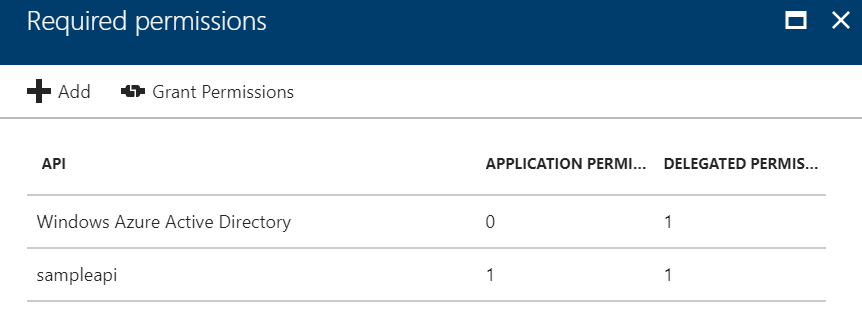 Required permissions
Add Grant Permissions
API APPLICATION PERMI... DELEGATED PERMIS...
Windows Azure Active Directory 0 1
sampleapi 1 1